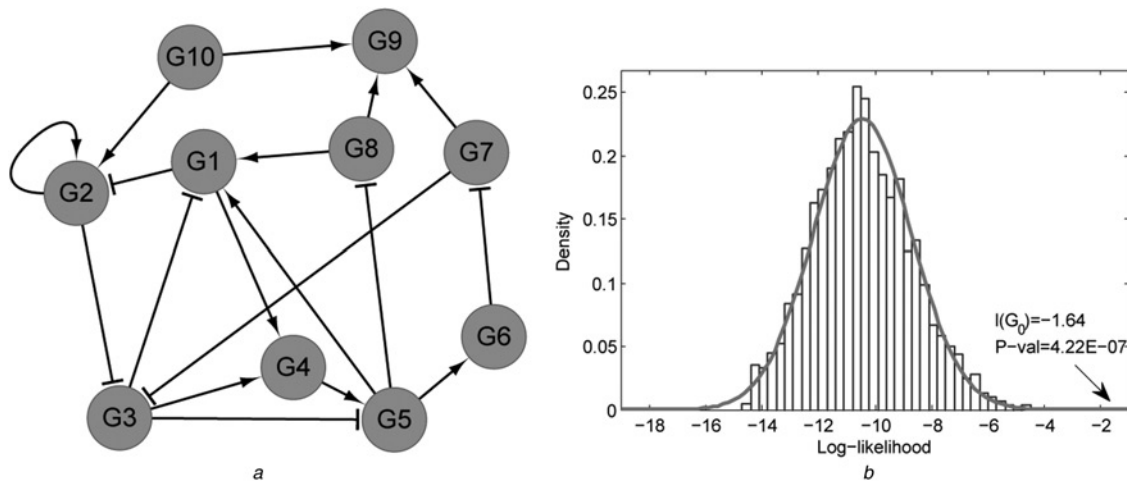 G10
G9
G8
G7
G1
G2
G6
G4
G3
G5
a
0.25
0.2
0.15
0.1
0.05
0
Density
l(G0)=−1.64
P−val=4.22E−07
−18 −16 −14 −12 −10 −8 −6 −4 −2
Log−likelihood
b